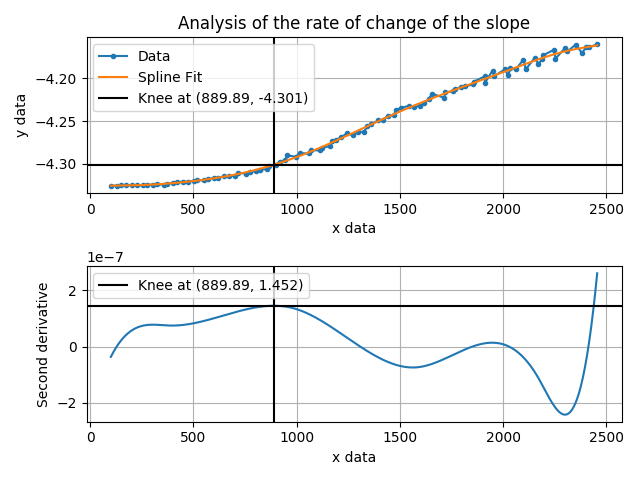 Analysis of the rate of change of the slope
Data
Spline Fit
Knee at (889.89, -4.301)
y data
−4.20
−4.25
−4.30
0
500
1000
1500
2000
2500
x data
1e−7
Knee at (889.89, 1.452)
Second derivative
2
0
−2
0
500
1000
1500
2000
2500
x data